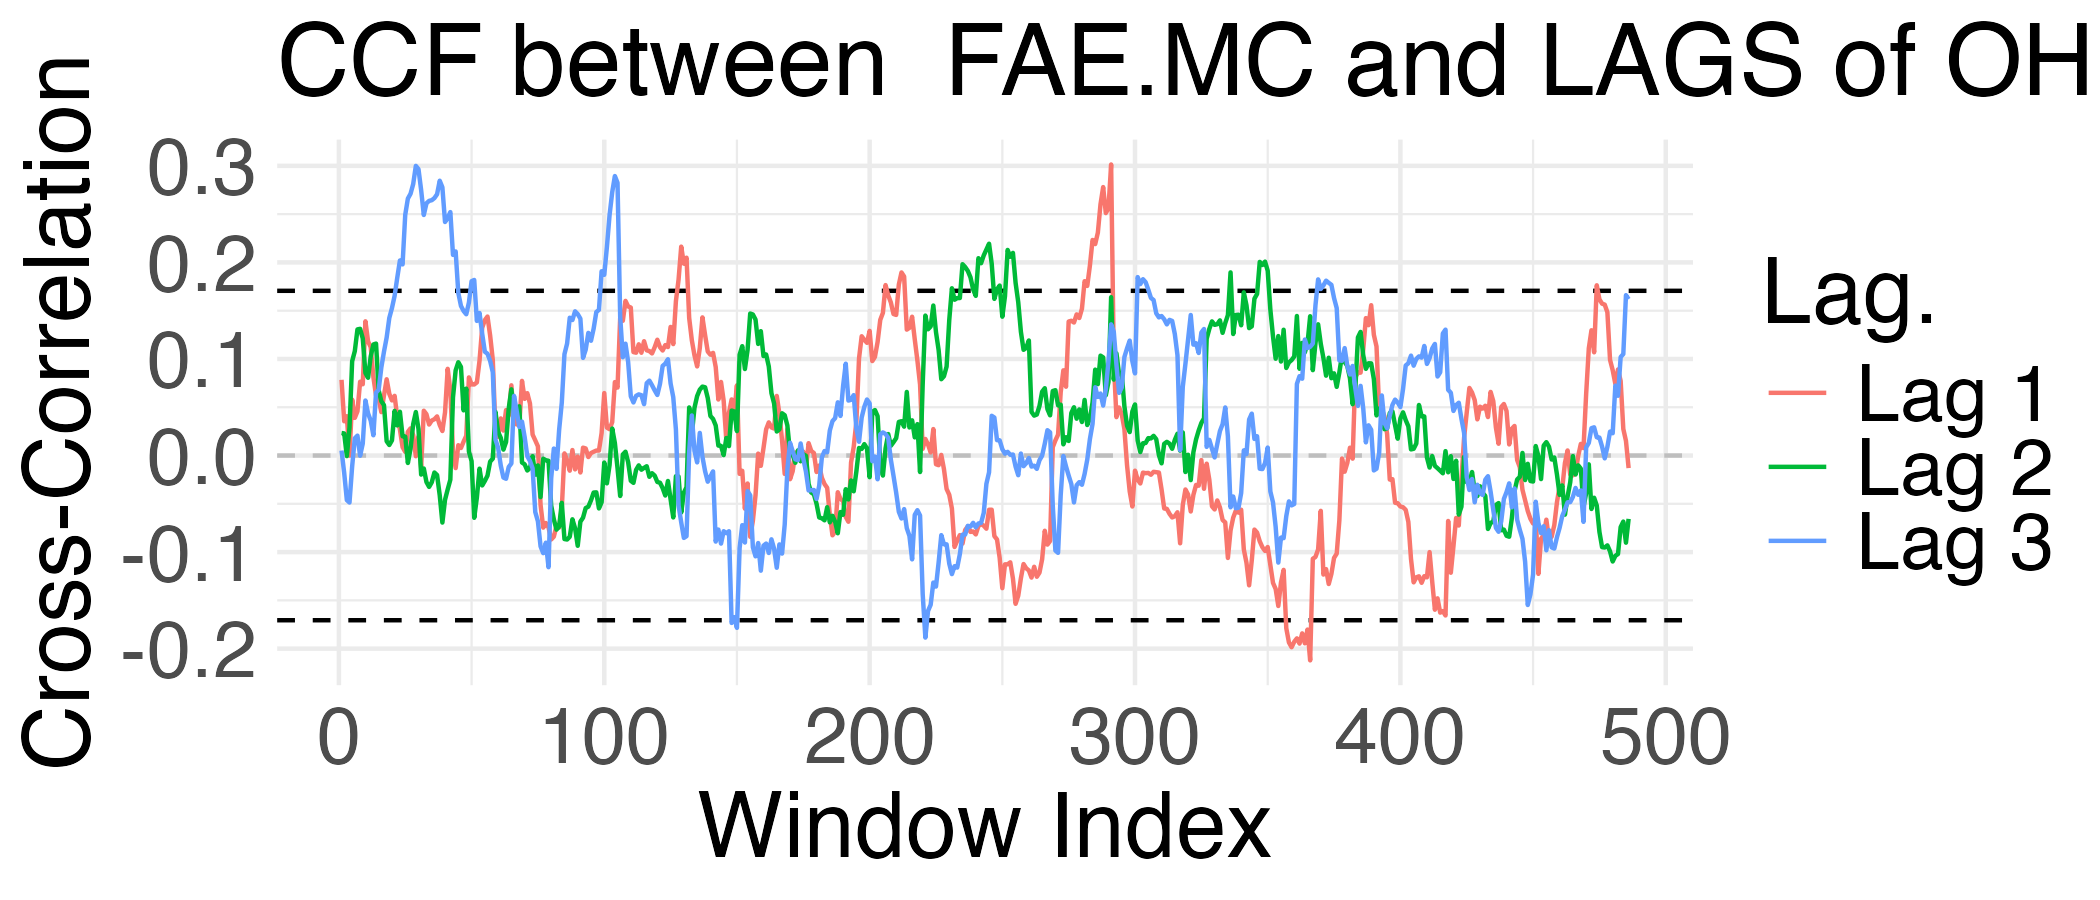 CCF between  FAE.MC and LAGS of OH
Cross-Correlation
0.3
0.2
0.1
0.0
-0.1
-0.2
0 100 200 300 400 500
Window Index
Lag.
Lag 1
Lag 2
Lag 3